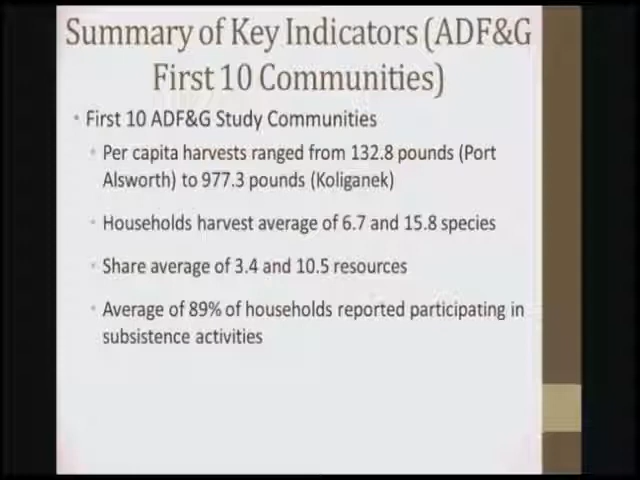 Summary of Key Indicators (ADF&G
First 10 Communities)
• First 10 ADF&G Study Communities
• Per capita harvests ranged from 132.8 pounds (Port
Alsworth) to 977.3 pounds (Koliganek)
• Households harvest average of 6.7 and 15.8 species
• Share average of 3.4 and 10.5 resources
• Average of 89% of households reported participating in
subsistence activities